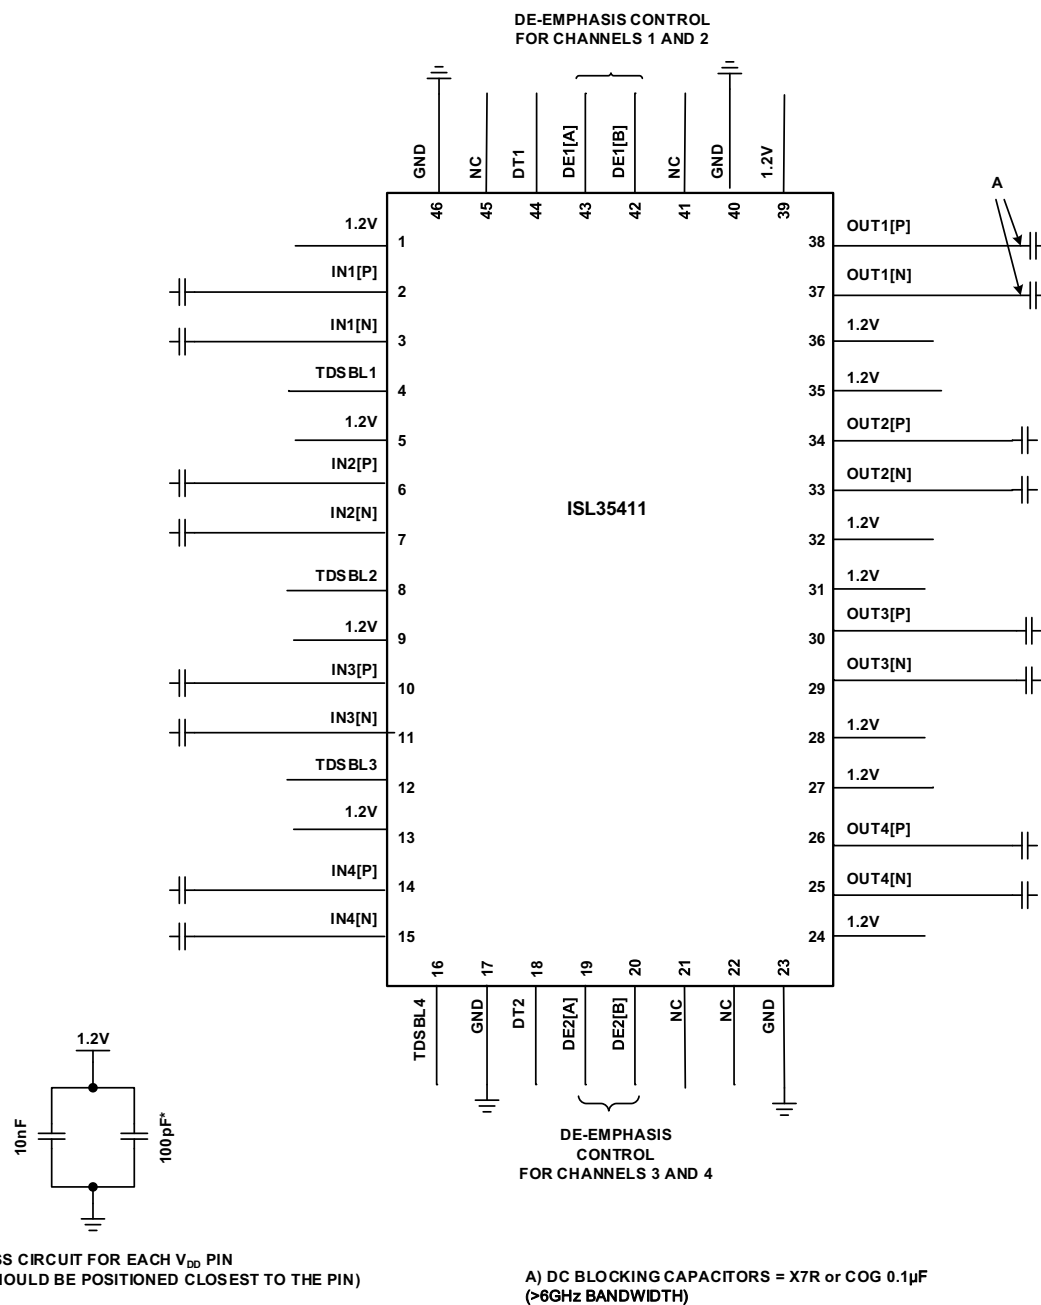 DE-EMPHASIS CONTROL
FOR CHANNELS 1 AND 2
GND
NC
DT1
DE1[A]
DE1[B]
NC
GND
1.2V
46
45
44
43
42
41
40
39
A
1.2V
1
IN1[P]
2
IN1[N]
3
TDSBL1
4
1.2V
5
IN2[P]
6
IN2[N]
7
TDSBL2
8
1.2V
9
IN3[P]
10
IN3[N]
11
TDSBL3
12
1.2V
13
IN4[P]
14
IN4[N]
15
ISL35411
38
OUT1[P]
37
OUT1[N]
36
1.2V
35
1.2V
34
OUT2[P]
33
OUT2[N]
32
1.2V
31
1.2V
30
OUT3[P]
29
OUT3[N]
28
1.2V
27
1.2V
26
OUT4[P]
25
OUT4[N]
24
1.2V
16
17
18
19
20
21
22
23
TDSBL4
GND
DT2
DE2[A]
DE2[B]
NC
NC
GND
DE-EMPHASIS
CONTROL
FOR CHANNELS 3 AND 4
1.2V
10nF
100pF*
SS CIRCUIT FOR EACH VDD PIN
HOULD BE POSITIONED CLOSEST TO THE PIN)
A) DC BLOCKING CAPACITORS = X7R or COG 0.1µF
(>6GHz BANDWIDTH)